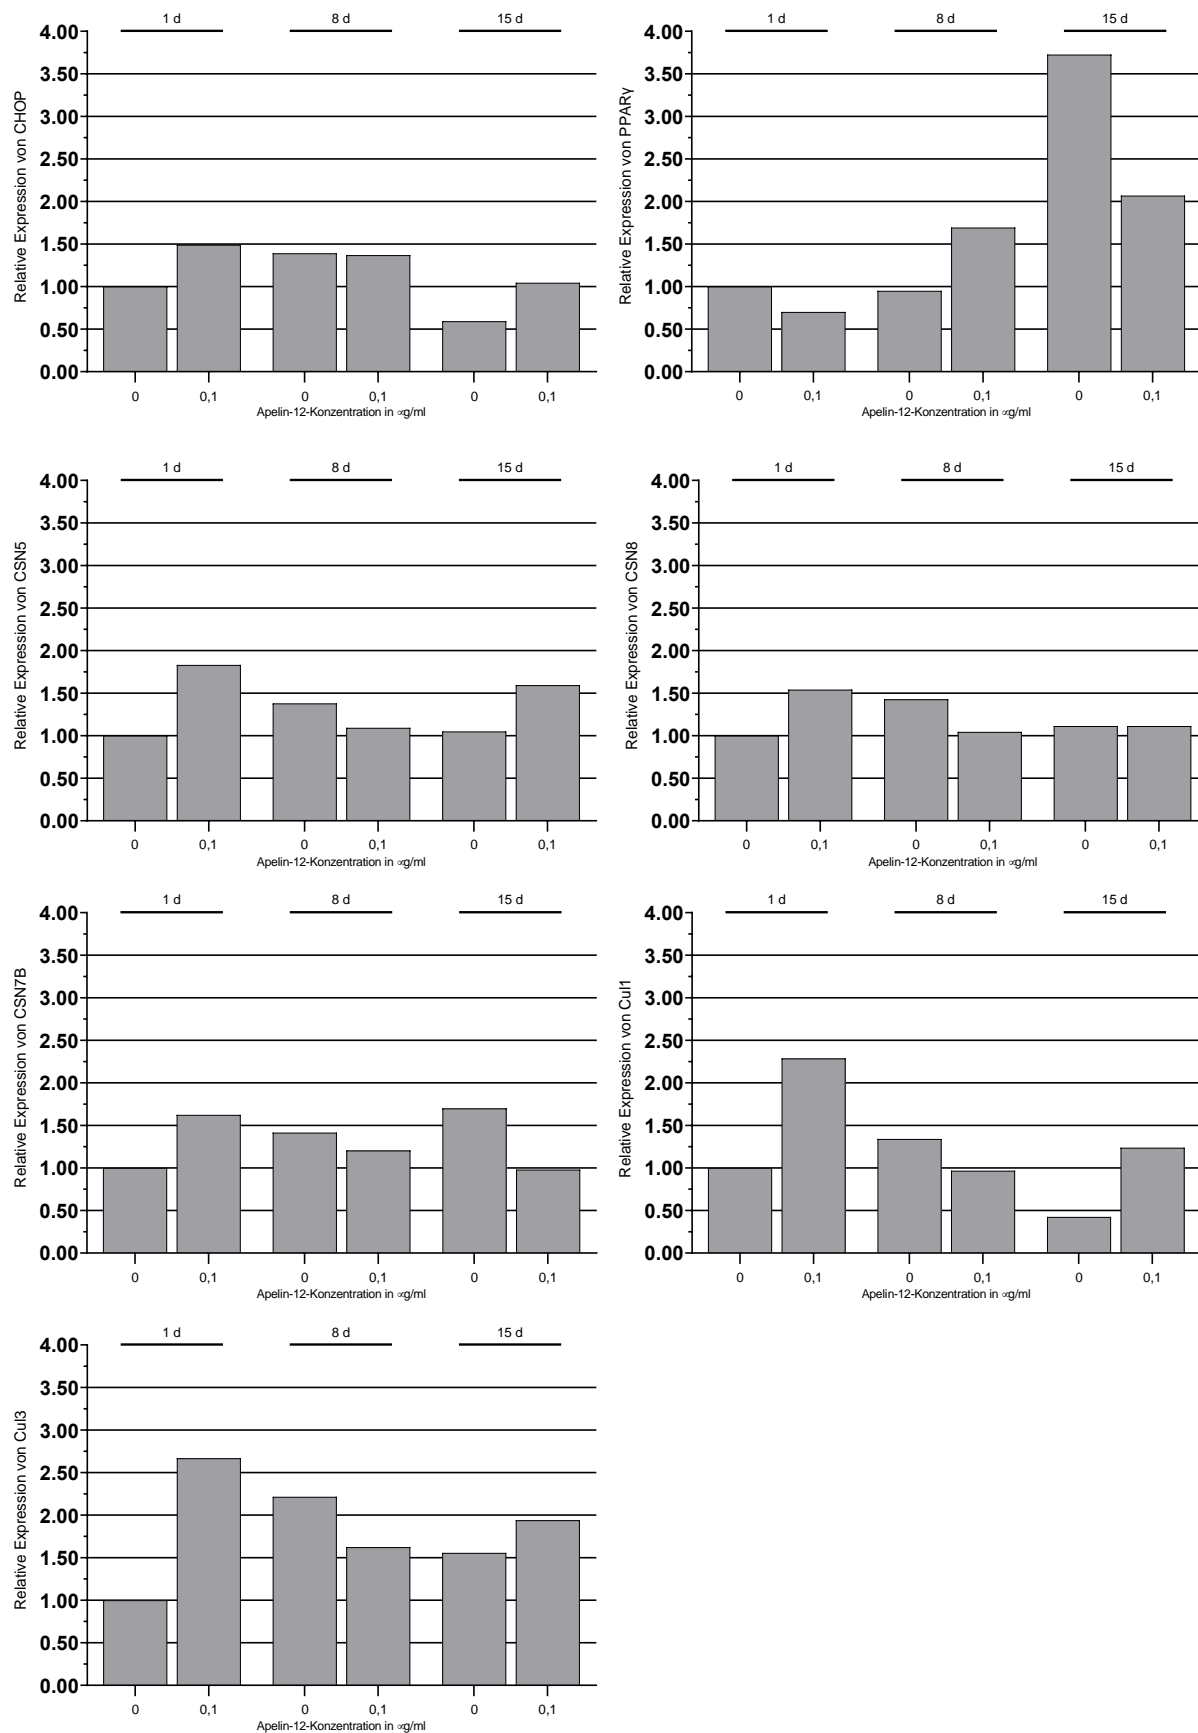 1 d 8 d 15 d
4.00
3.50
3.00
2.50
2.00
1.50
1.00
0.50
0.00
Relative Expression von CHOP
0 0,1 0 0,1 0 0,1
Apelin-12-Konzentration in ∝g/ml
1 d 8 d 15 d
4.00
3.50
3.00
2.50
2.00
1.50
1.00
0.50
0.00
Relative Expression von PPARγ
0 0,1 0 0,1 0 0,1
Apelin-12-Konzentration in ∝g/ml
1 d 8 d 15 d
4.00
3.50
3.00
2.50
2.00
1.50
1.00
0.50
0.00
Relative Expression von CSN5
0 0,1 0 0,1 0 0,1
Apelin-12-Konzentration in ∝g/ml
1 d 8 d 15 d
4.00
3.50
3.00
2.50
2.00
1.50
1.00
0.50
0.00
Relative Expression von CSN8
0 0,1 0 0,1 0 0,1
Apelin-12-Konzentration in ∝g/ml
1 d 8 d 15 d
4.00
3.50
3.00
2.50
2.00
1.50
1.00
0.50
0.00
Relative Expression von CSN7B
0 0,1 0 0,1 0 0,1
Apelin-12-Konzentration in ∝g/ml
1 d 8 d 15 d
4.00
3.50
3.00
2.50
2.00
1.50
1.00
0.50
0.00
Relative Expression von Cul1
0 0,1 0 0,1 0 0,1
Apelin-12-Konzentration in ∝g/ml
1 d 8 d 15 d
4.00
3.50
3.00
2.50
2.00
1.50
1.00
0.50
0.00
Relative Expression von Cul3
0 0,1 0 0,1 0 0,1
Apelin-12-Konzentration in ∝g/ml